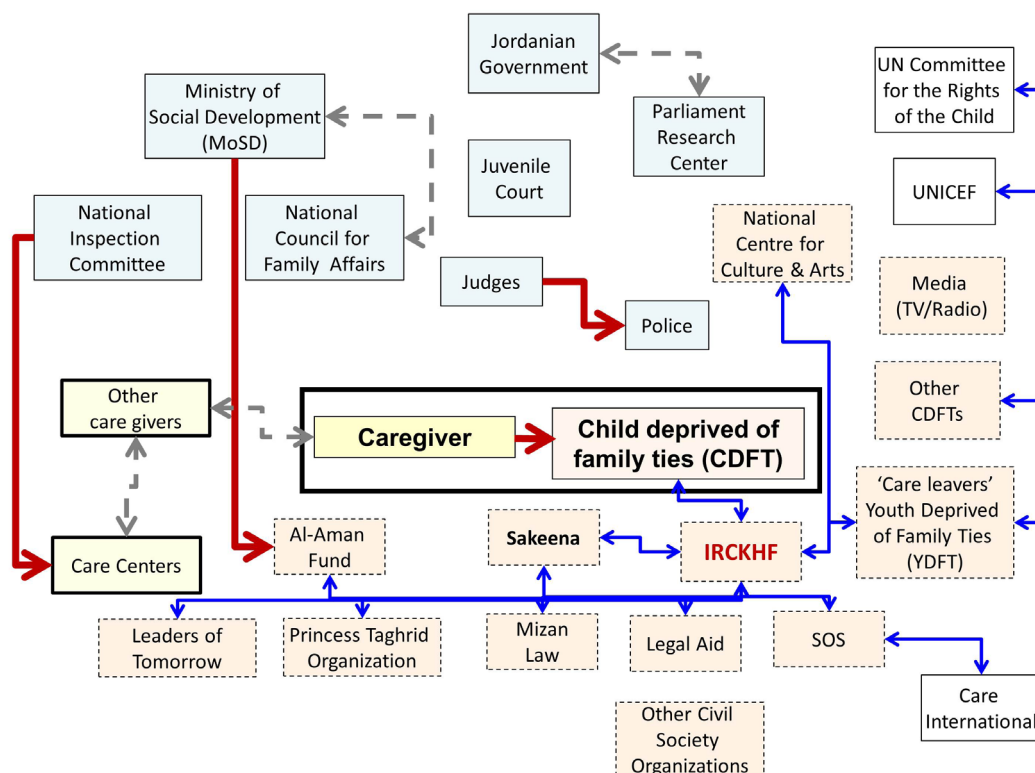 Jordanian
Government
Ministry of
Social Development
(MoSD)
Parliament
Research
Center
UN Committee
for the Rights
of the Child
Juvenile
Court
UNICEF
National
Inspection
Committee
National
Council for
Family Affairs
National
Centre for
Culture & Arts
Judges
Police
Media
(TV/Radio)
Other
care givers
Caregiver
Child deprived of
family ties (CDFT)
Other
CDFTs
Care Centers
Al-Aman
Fund
Sakeena
IRCKHF
‘Care leavers’
Youth Deprived
of Family Ties
(YDFT)
Leaders of
Tomorrow
Princess Taghrid
Organization
Mizan
Law
Legal Aid
SOS
Care
International
Other Civil
Society
Organizations